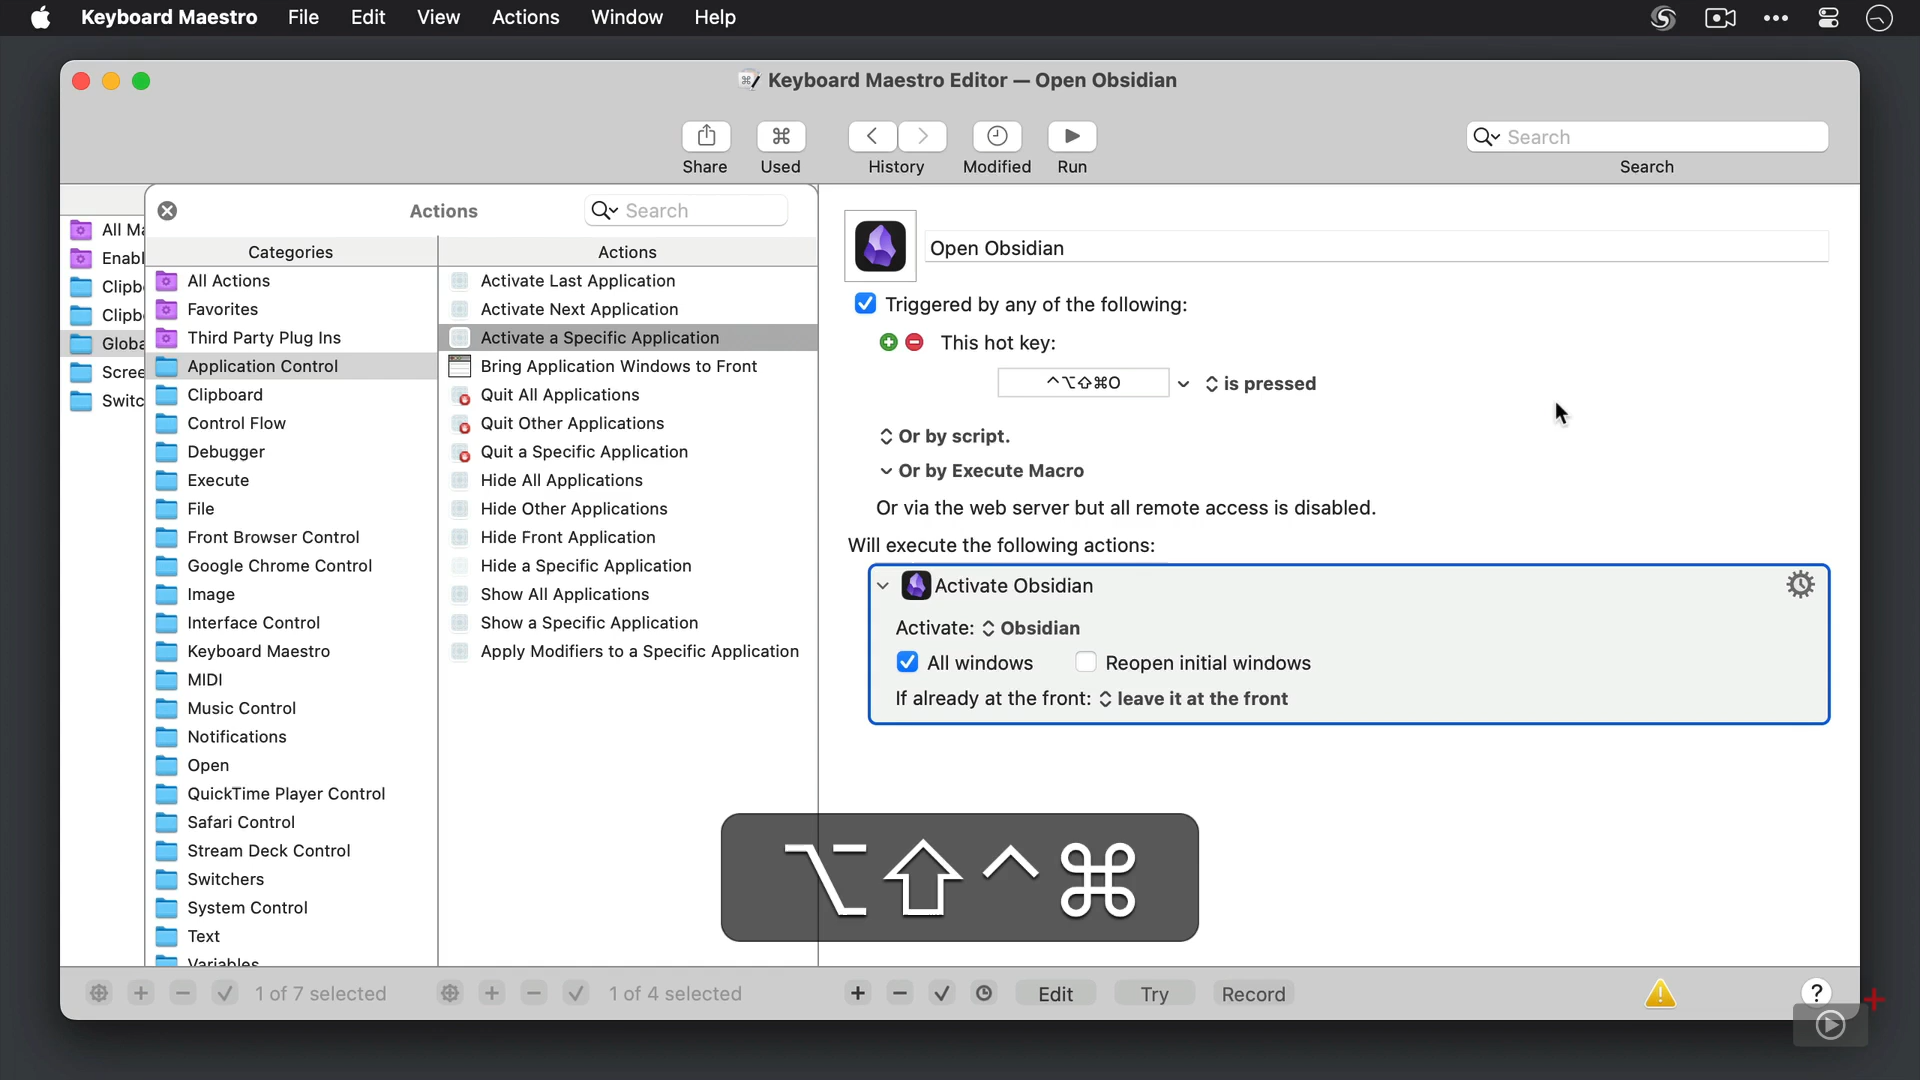 Keyboard Maestro File Edit View Actions Window Help
Keyboard Maestro Editor — Open Obsidian
Share Used History Modified Run
Search
Search
All Ma
Enabl
Clipb
Clipb
Globa
Scree
Switc
Actions
Search
Categories
All Actions
Favorites
Third Party Plug Ins
Application Control
Clipboard
Control Flow
Debugger
Execute
File
Front Browser Control
Google Chrome Control
Image
Interface Control
Keyboard Maestro
MIDI
Music Control
Notifications
Open
QuickTime Player Control
Safari Control
Stream Deck Control
Switchers
System Control
Text
Variables
Actions
Activate Last Application
Activate Next Application
Activate a Specific Application
Bring Application Windows to Front
Quit All Applications
Quit Other Applications
Quit a Specific Application
Hide All Applications
Hide Other Applications
Hide Front Application
Hide a Specific Application
Show All Applications
Show a Specific Application
Apply Modifiers to a Specific Application
Open Obsidian
Triggered by any of the following:
This hot key:
^⌥⇧⌘O is pressed
Or by script.
Or by Execute Macro
Or via the web server but all remote access is disabled.
Will execute the following actions:
Activate Obsidian
Activate: Obsidian
All windows Reopen initial windows
If already at the front: leave it at the front
⌥⇧^⌘
1 of 7 selected 1 of 4 selected Edit Try Record ?